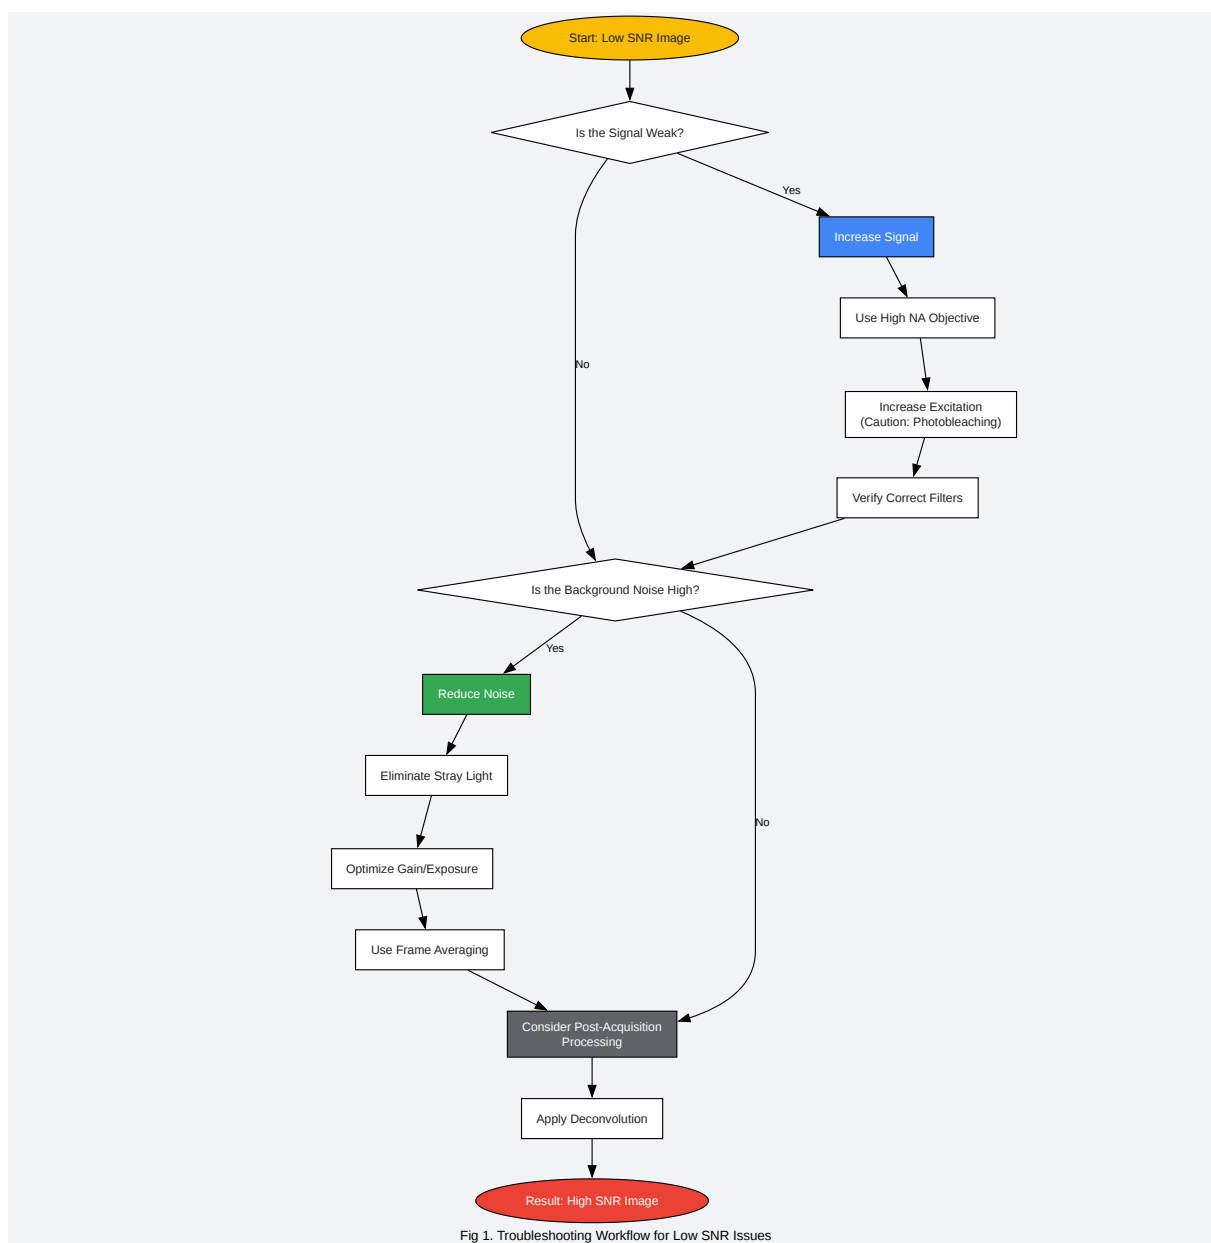 Start: Low SNR Image
Is the Signal Weak?
Yes
Increase Signal
Use High NA Objective
No
Increase Excitation
(Caution: Photobleaching)
Verify Correct Filters
Is the Background Noise High?
Yes
Reduce Noise
Eliminate Stray Light
No
Optimize Gain/Exposure
Use Frame Averaging
Consider Post-Acquisition
Processing
Apply Deconvolution
Result: High SNR Image
Fig 1. Troubleshooting Workflow for Low SNR Issues